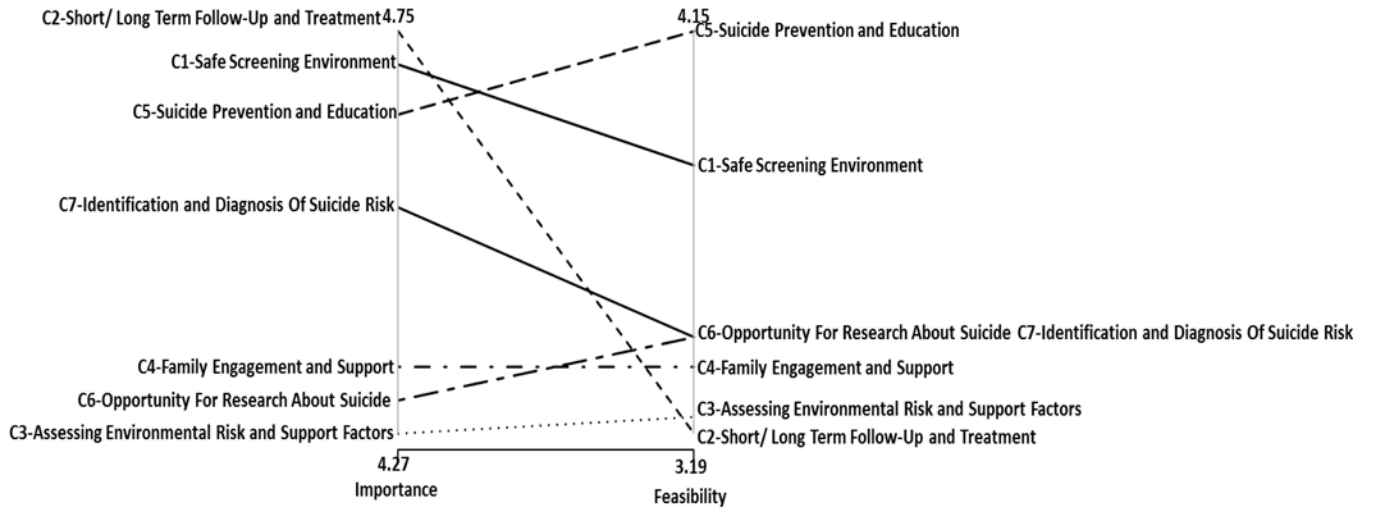 C2-Short/ Long Term Follow-Up and Treatment 4.75
4.15
C5-Suicide Prevention and Education
C1-Safe Screening Environment
C5-Suicide Prevention and Education
C1-Safe Screening Environment
C7-Identification and Diagnosis Of Suicide Risk
C6-Opportunity For Research About Suicide C7-Identification and Diagnosis Of Suicide Risk
C4-Family Engagement and Support
C4-Family Engagement and Support
C6-Opportunity For Research About Suicide
C3-Assessing Environmental Risk and Support Factors
C3-Assessing Environmental Risk and Support Factors
C2-Short/ Long Term Follow-Up and Treatment
4.27
3.19
Importance
Feasibility